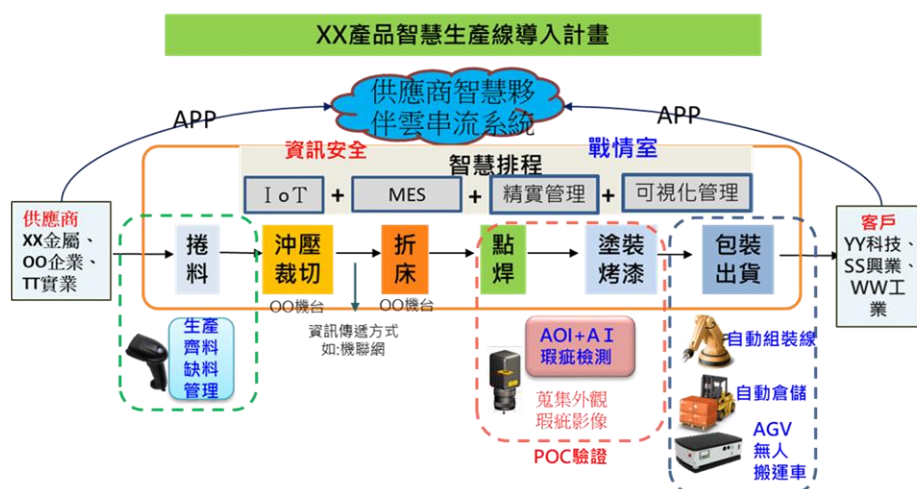 XX產品智慧生產線導入計畫
供應商智慧夥
伴雲串流系統
APP
APP
資訊安全
戰情室
智慧排程
IoT
+
MES
+
精實管理
+
可視化管理
供應商
XX金屬、
OO企業、
TT實業
捲
料
沖壓
裁切
折
床
點
焊
塗裝
烤漆
包裝
出貨
客戶
YY科技、
SS興業、
WW工
業
OO機台
OO機台
資訊傳遞方式
如:機聯網
生產
齊料
缺料
管理
AOI+AI
瑕疵檢測
蒐集外觀
瑕疵影像
POC驗證
自動組裝線
自動倉儲
AGV
無人
搬運車